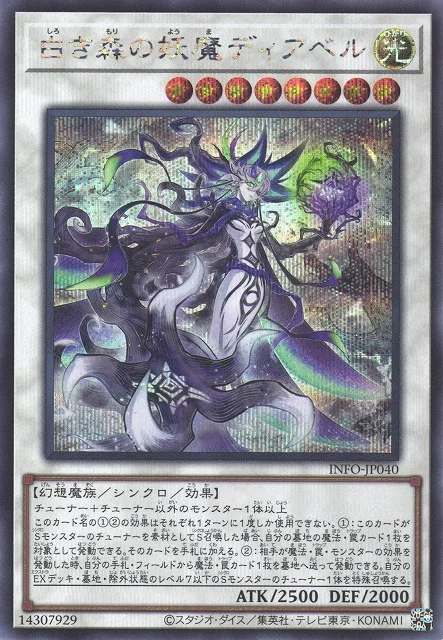 白き森の妖魔ディアベル
光
INFO-JP040
【幻想魔族／シンクロ／効果】
チューナー＋チューナー以外のモンスター1体以上
このカード名の①②の効果はそれぞれ1ターンに1度しか使用できない。①：このカードが
Sモンスターのチューナーを素材としてS召喚した場合、自分の墓地の魔法・罠カード1枚を
対象として発動できる。そのカードを手札に加える。②：相手が魔法・罠・モンスターの効果を
発動した時、自分の手札・フィールドから魔法・罠カード1枚を墓地へ送って発動できる。自分の
EXデッキ・墓地・除外状態のレベル7以下のSモンスターのチューナー1体を特殊召喚する。
ATK/2500 DEF/2000
14307929
©スタジオ・ダイス／集英社・テレビ東京・KONAMI